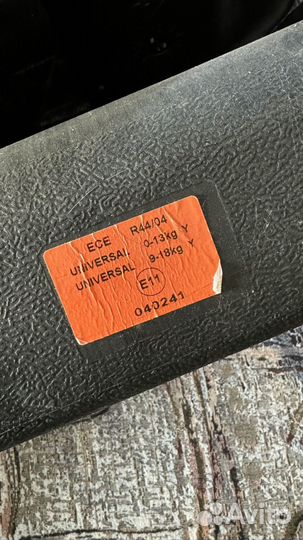 ECE R44/04
UNIVERSAL 0-13kg Y
UNIVERSAL 9-18kg Y
E11
040241
Avito